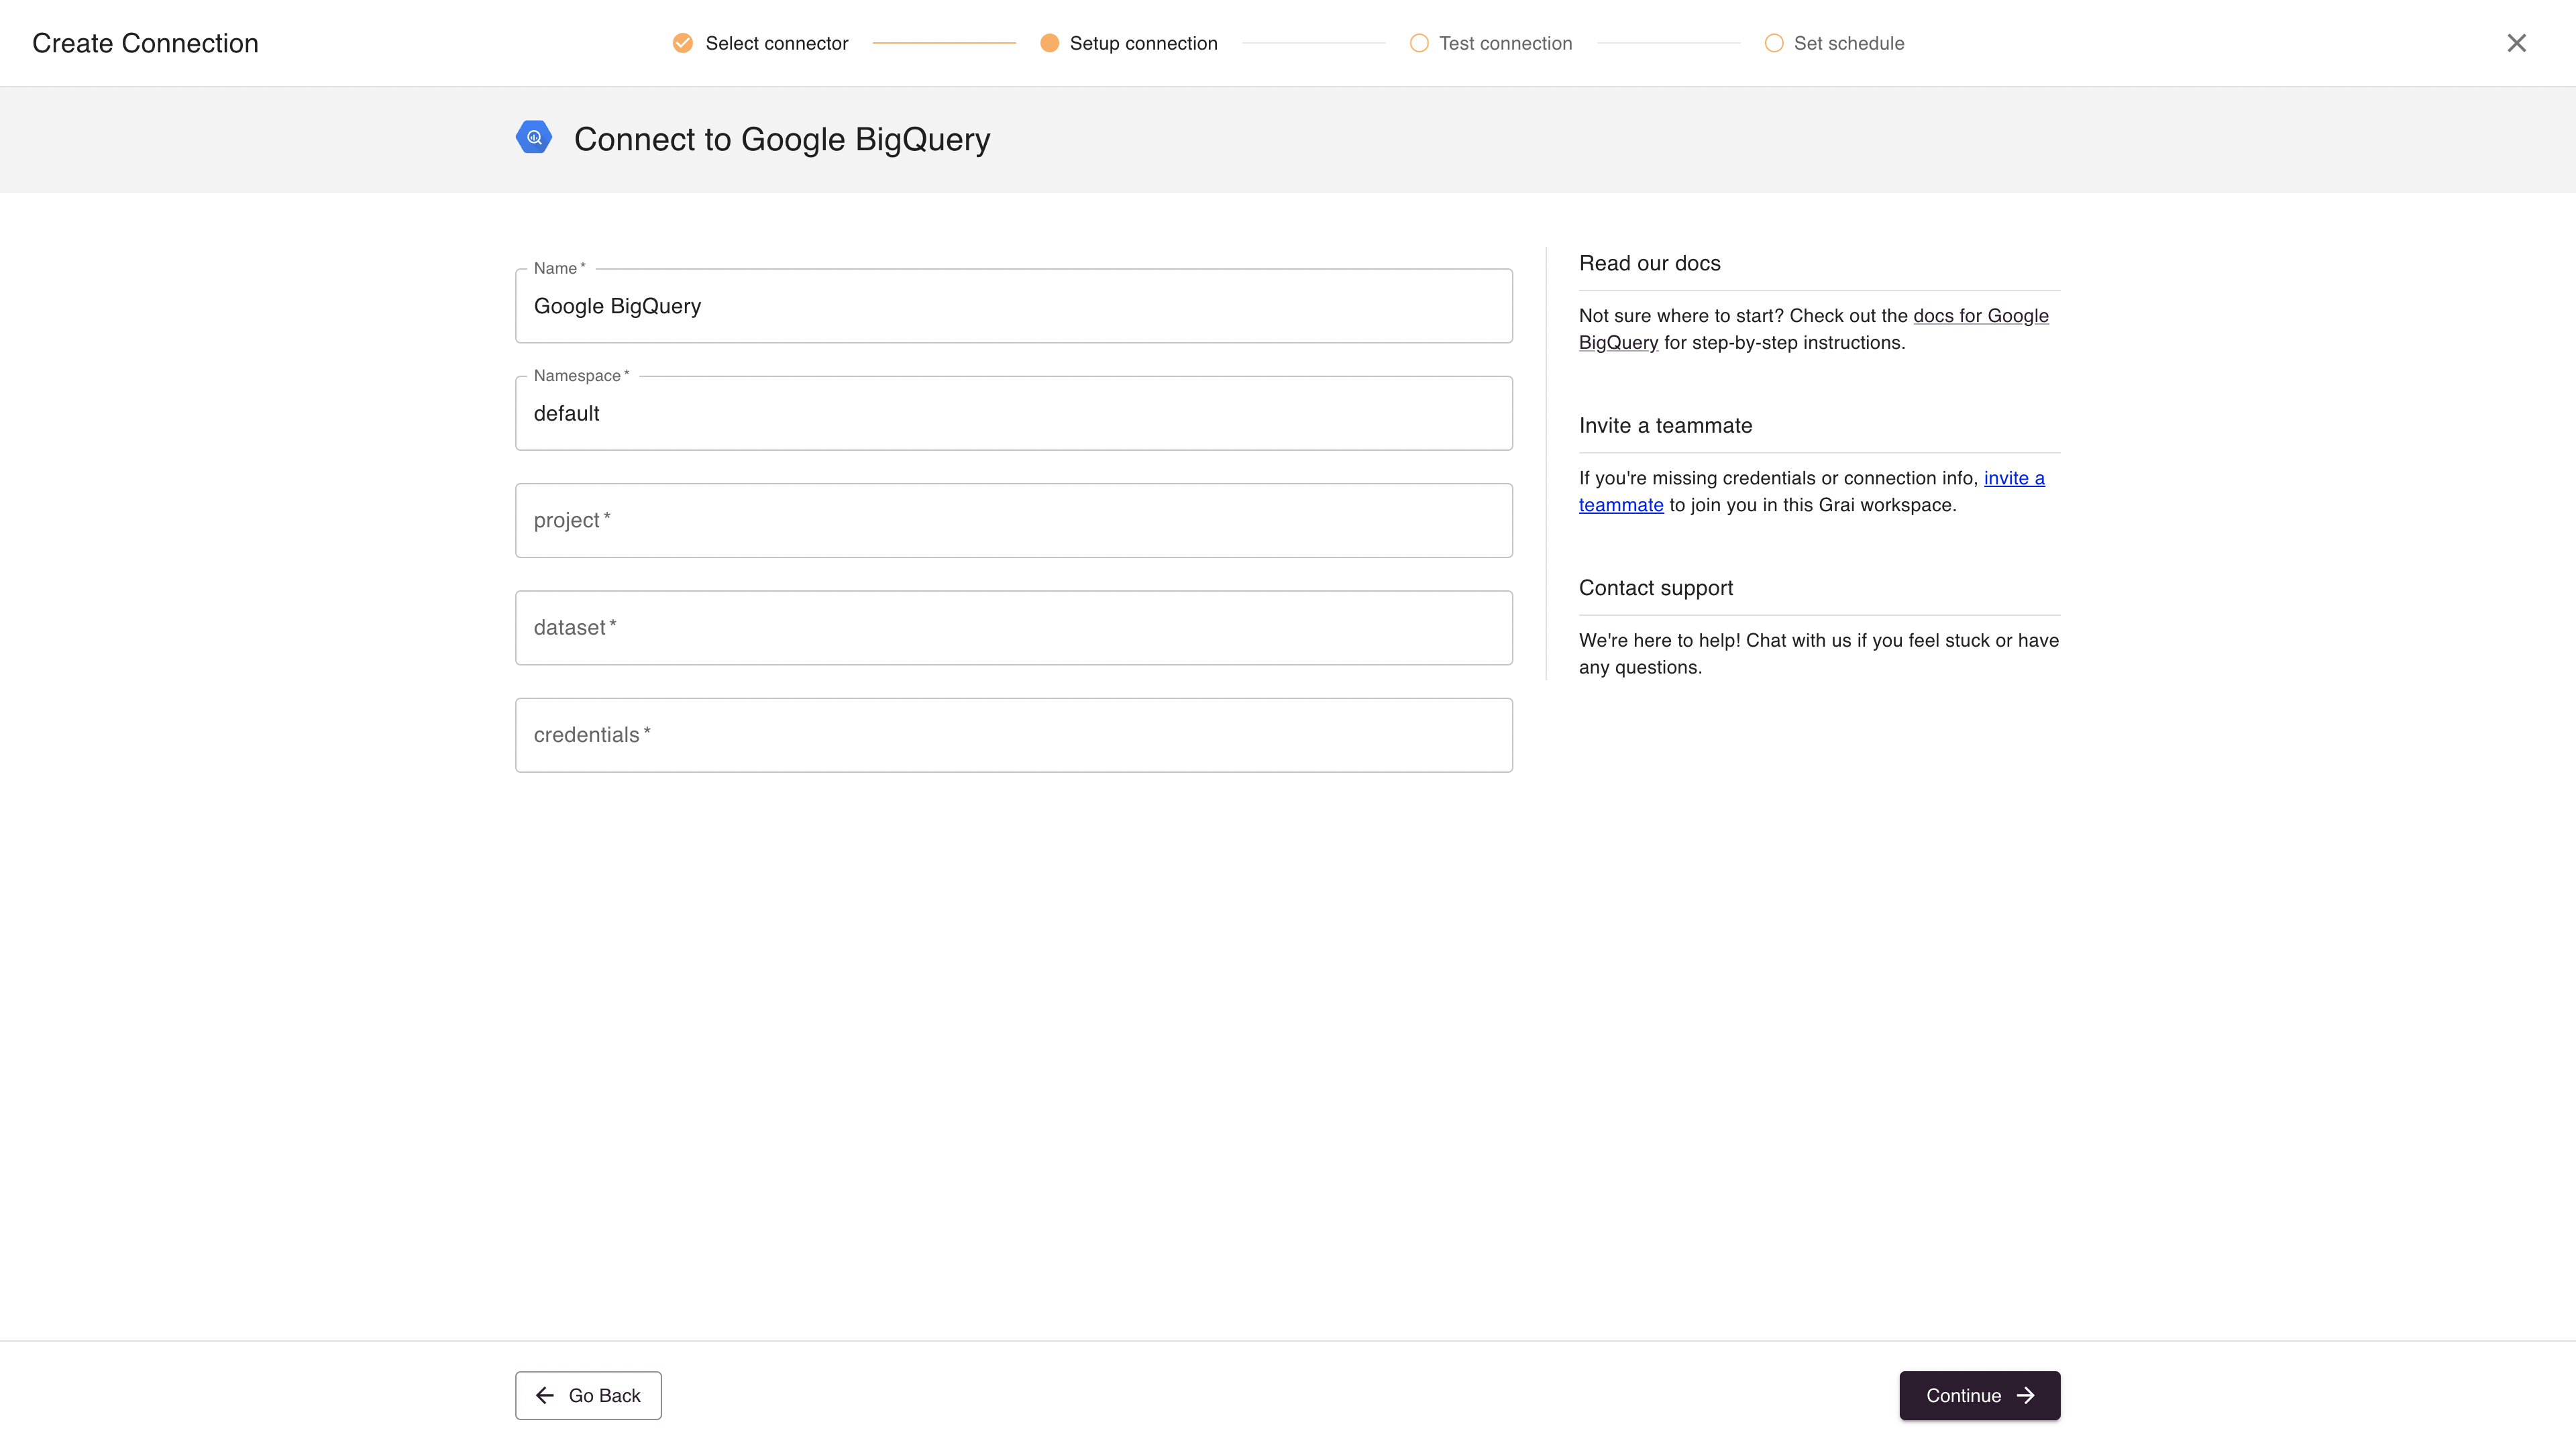 Create Connection
Select connector
Setup connection
Test connection
Set schedule
Connect to Google BigQuery
Name *
Google BigQuery
Namespace *
default
project *
dataset *
credentials *
Read our docs
Not sure where to start? Check out the docs for Google
BigQuery for step-by-step instructions.
Invite a teammate
If you're missing credentials or connection info, invite a
teammate to join you in this Grai workspace.
Contact support
We're here to help! Chat with us if you feel stuck or have
any questions.
Go Back
Continue